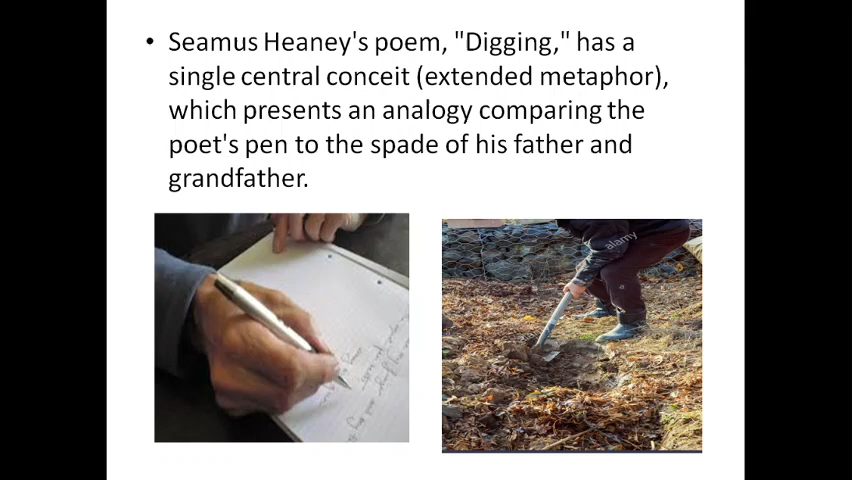 • Seamus Heaney's poem, "Digging," has a
single central conceit (extended metaphor),
which presents an analogy comparing the
poet's pen to the spade of his father and
grandfather.
alamy